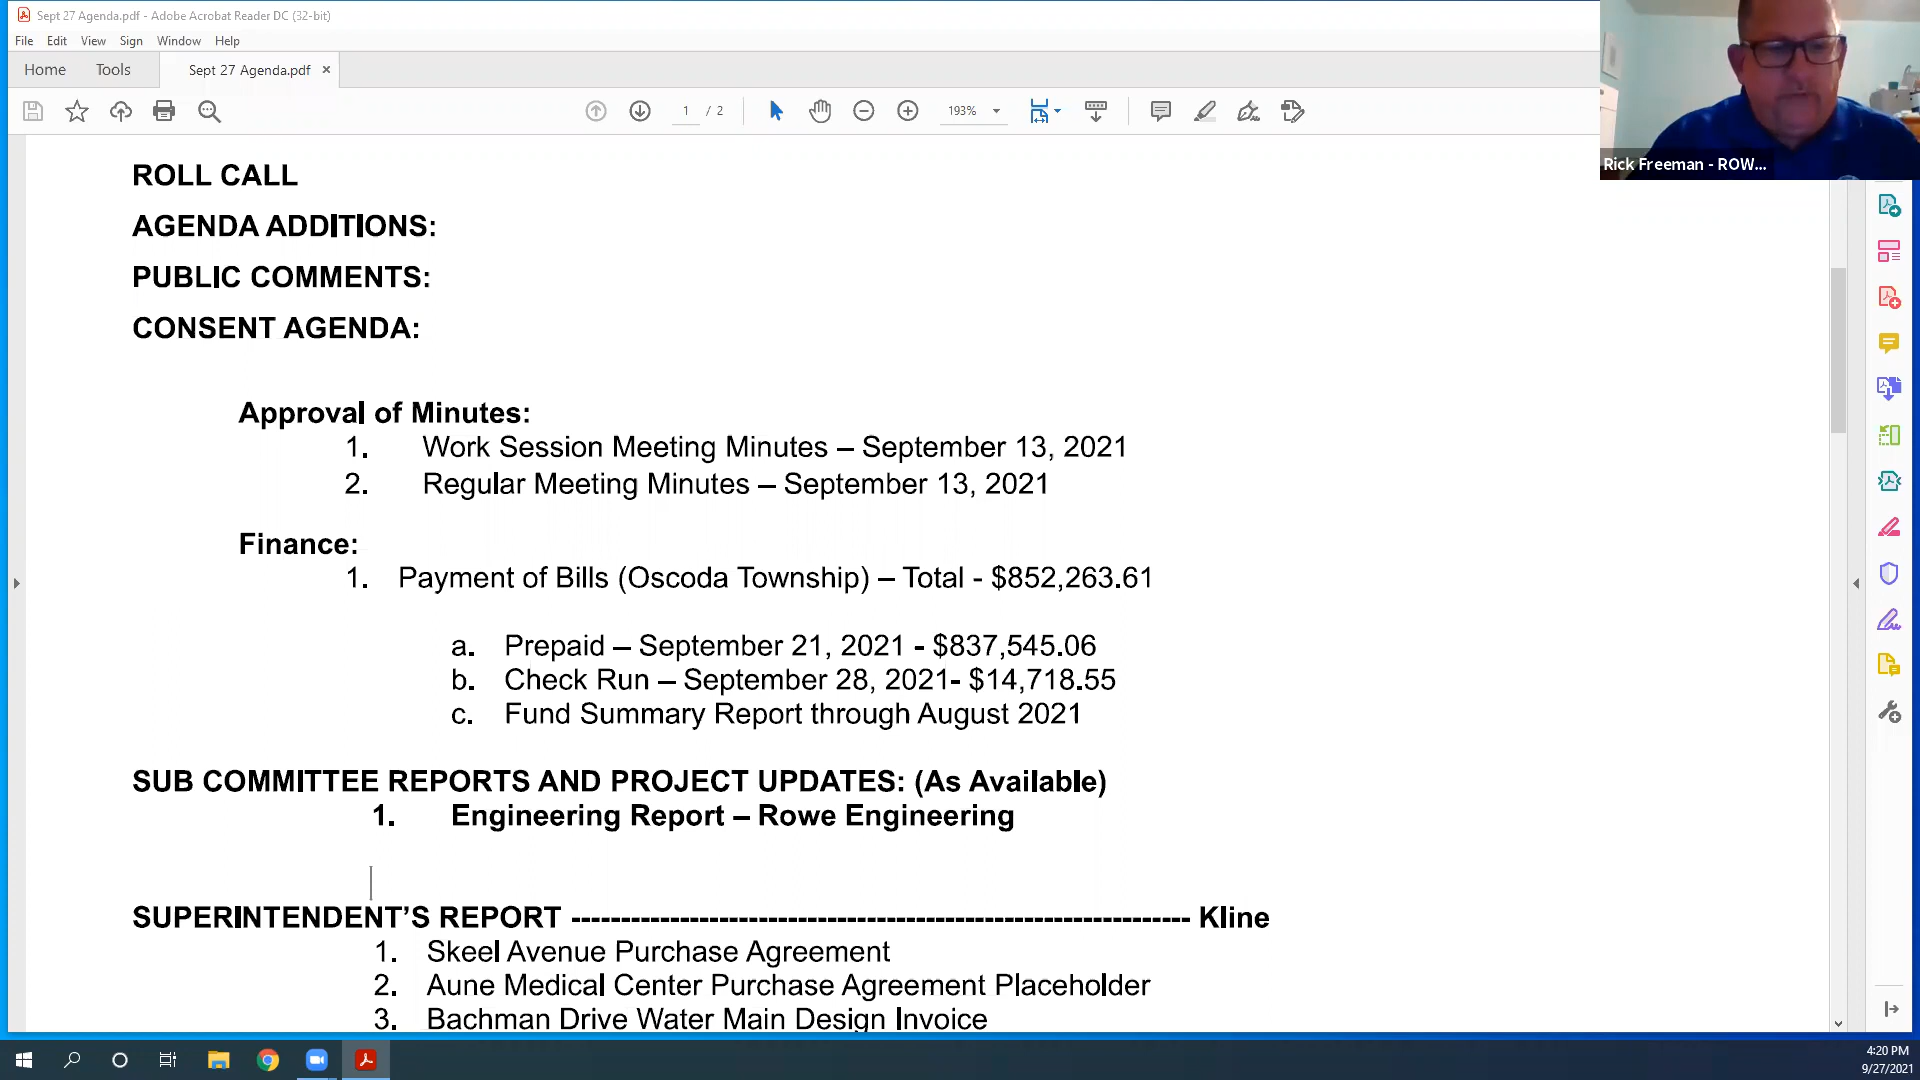 Sept 27 Agenda.pdf - Adobe Acrobat Reader DC (32-bit)
File Edit View Sign Window Help
Home Tools Sept 27 Agenda.pdf ×
1 / 2 193%
Rick Freeman - ROW...
ROLL CALL
AGENDA ADDITIONS:
PUBLIC COMMENTS:
CONSENT AGENDA:
Approval of Minutes:
1. Work Session Meeting Minutes – September 13, 2021
2. Regular Meeting Minutes – September 13, 2021
Finance:
1. Payment of Bills (Oscoda Township) – Total - $852,263.61
a. Prepaid – September 21, 2021 - $837,545.06
b. Check Run – September 28, 2021- $14,718.55
c. Fund Summary Report through August 2021
SUB COMMITTEE REPORTS AND PROJECT UPDATES: (As Available)
1. Engineering Report – Rowe Engineering
SUPERINTENDENT’S REPORT -------------------------------------------------------------- Kline
1. Skeel Avenue Purchase Agreement
2. Aune Medical Center Purchase Agreement Placeholder
3. Bachman Drive Water Main Design Invoice
4:20 PM
9/27/2021